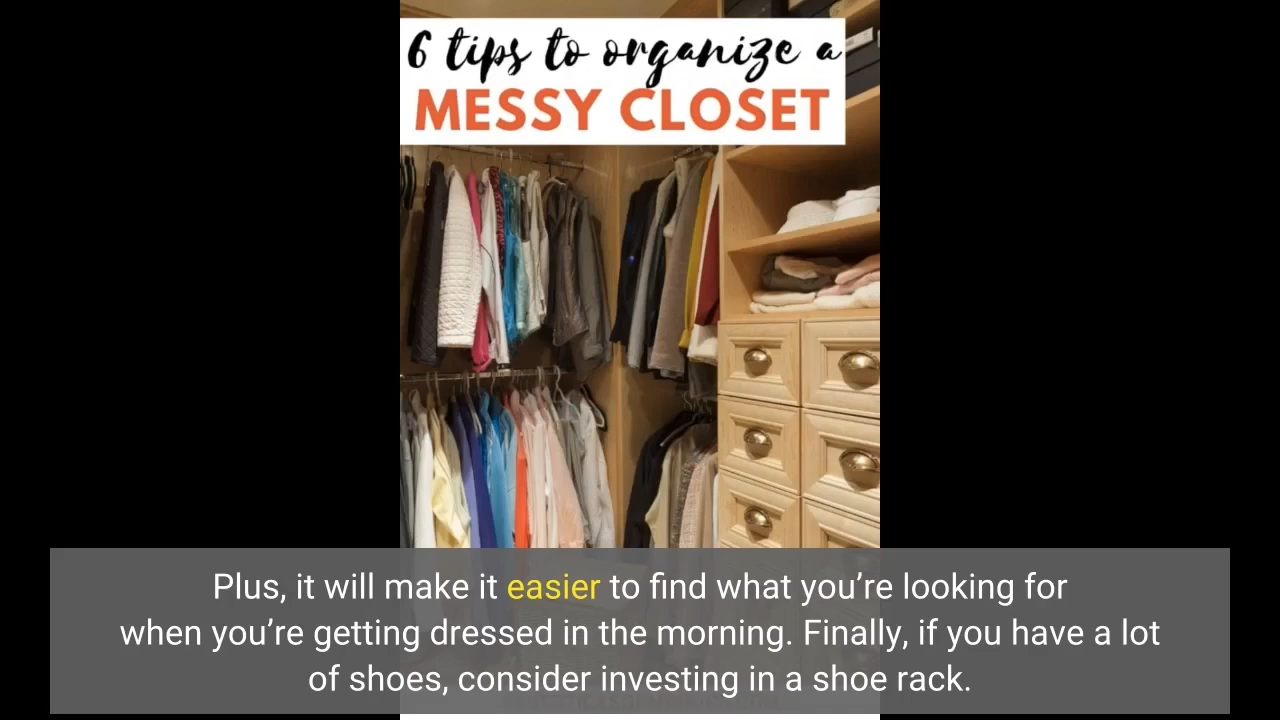 6 tips to organize a
MESSY CLOSET
Plus, it will make it easier to find what you're looking for
when you're getting dressed in the morning. Finally, if you have a lot
of shoes, consider investing in a shoe rack.